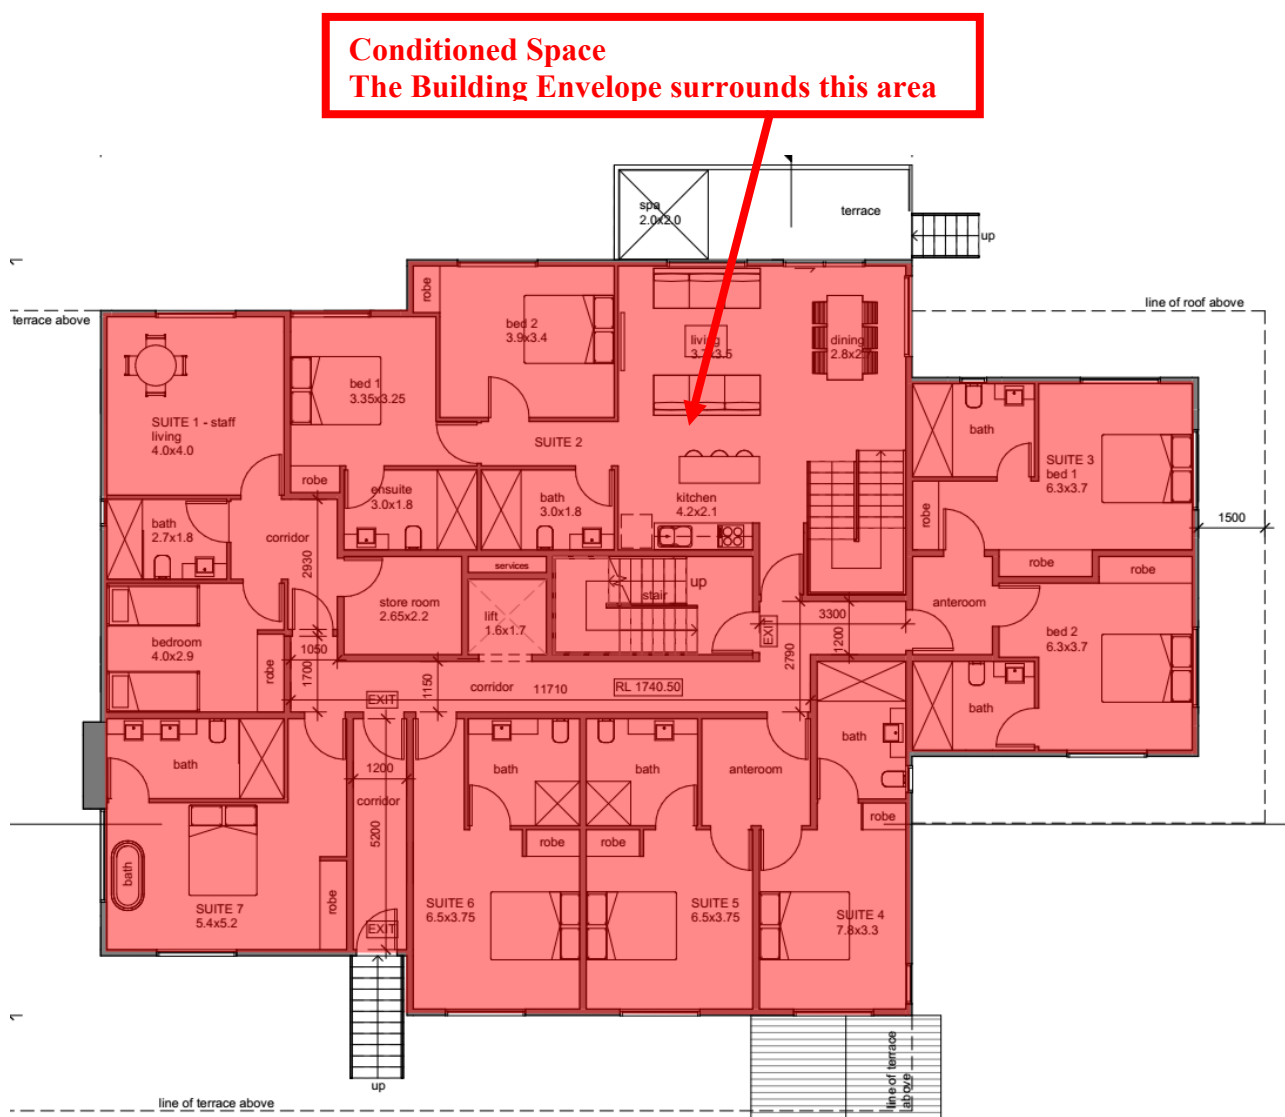 Conditioned Space
The Building Envelope surrounds this area
spa
2.0x2.0
terrace
up
line of roof above
terrace above
robe
bed 2
3.9x3.4
living
dining
bed 1
3.35x3.25
SUITE 1 - staff
living
4.0x4.0
SUITE 2
bath
SUITE 3
bed 1
6.3x3.7
robe
ensuite
3.0x1.8
bath
3.0x1.8
kitchen
4.2x2.1
robe
1500
bath
2.7x1.8
corridor
2930
services
robe
robe
store room
2.65x2.2
lift
1.6x1.7
up
stair
anteroom
3300
EXIT
1200
2790
bed 2
6.3x3.7
bedroom
4.0x2.9
robe
1050
1700
1150
corridor
11710
RL 1740.50
EXIT
bath
bath
1200
corridor
5200
bath
bath
anteroom
bath
robe
robe
robe
bath
SUITE 7
5.4x5.2
robe
EXIT
SUITE 6
6.5x3.75
SUITE 5
6.5x3.75
SUITE 4
7.8x3.3
up
line of terrace above
line of terrace
above